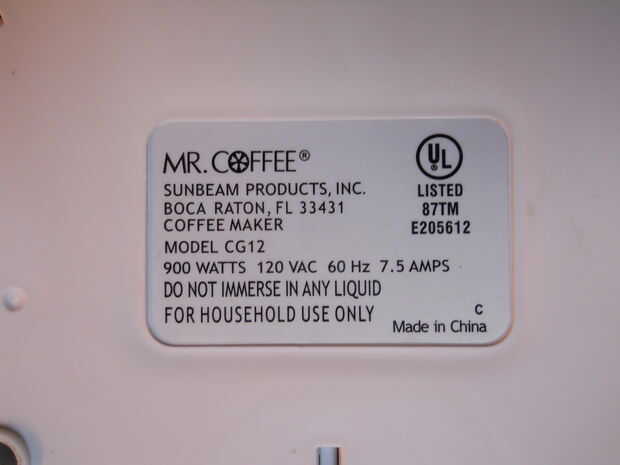 MR. COFFEE®
SUNBEAM PRODUCTS, INC.
BOCA RATON, FL 33431
COFFEE MAKER
MODEL CG12
900 WATTS 120 VAC 60 Hz 7.5 AMPS
DO NOT IMMERSE IN ANY LIQUID
FOR HOUSEHOLD USE ONLY
UL
LISTED
87TM
E205612
C
Made in China